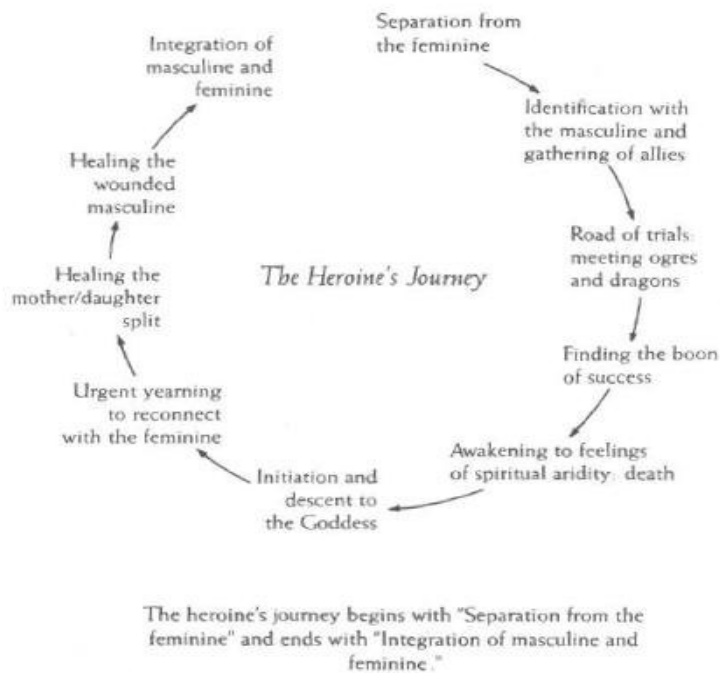 Separation from
the feminine
Identification with
the masculine and
gathering of allies
Road of trials:
meeting ogres
and dragons
Finding the boon
of success
Awakening to feelings
of spiritual aridity: death
Initiation and
descent to
the Goddess
Urgent yearning
to reconnect
with the feminine
Healing the
mother/daughter
split
Healing the
wounded
masculine
Integration of
masculine and
feminine
The Heroine's Journey
The heroine's journey begins with "Separation from the
feminine" and ends with "Integration of masculine and
feminine."